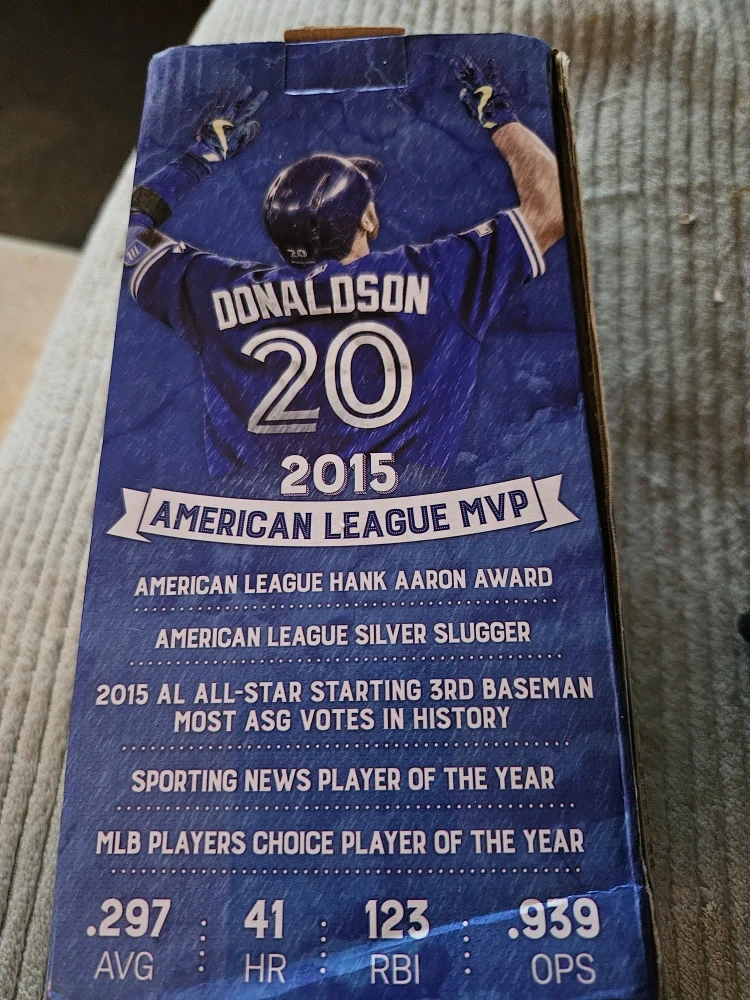 20
DONALDSON
20
2015
AMERICAN LEAGUE MVP
AMERICAN LEAGUE HANK AARON AWARD
AMERICAN LEAGUE SILVER SLUGGER
2015 AL ALL-STAR STARTING 3RD BASEMAN
MOST ASG VOTES IN HISTORY
SPORTING NEWS PLAYER OF THE YEAR
MLB PLAYERS CHOICE PLAYER OF THE YEAR
.297 41 123 .939
AVG HR RBI OPS